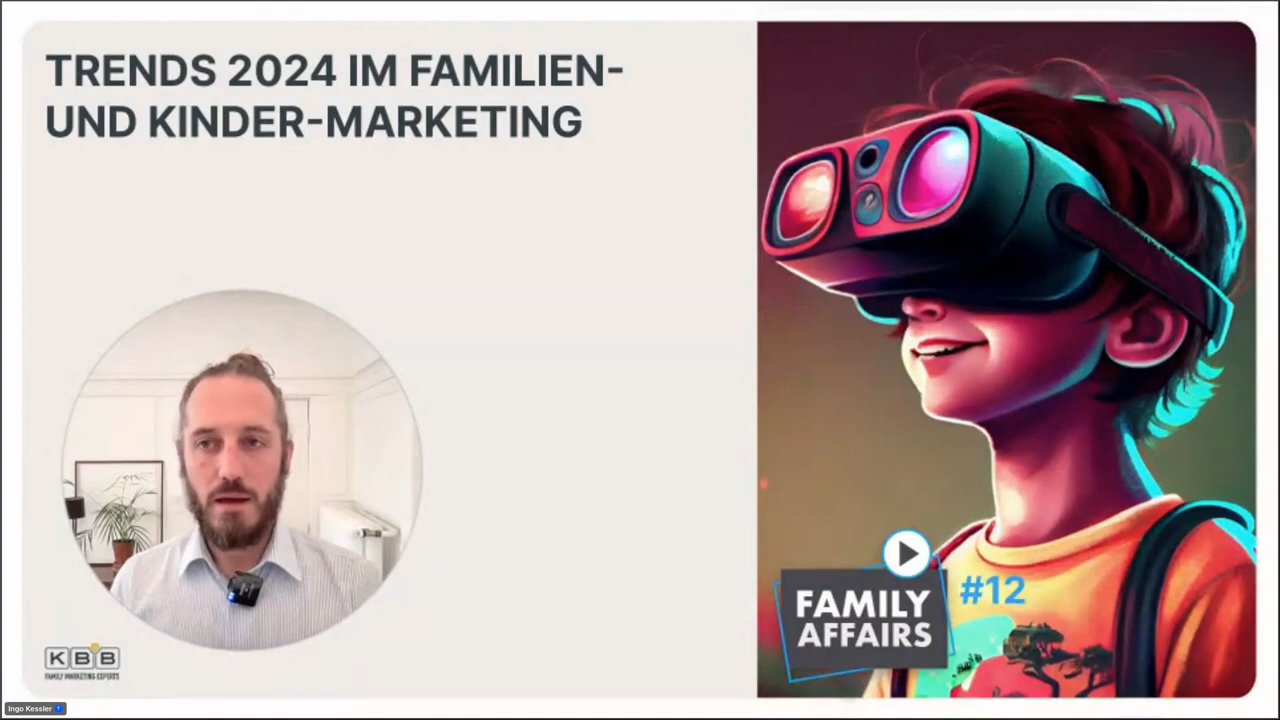 TRENDS 2024 IM FAMILIEN-
UND KINDER-MARKETING
FAMILY
AFFAIRS
#12
KBB
FAMILY MARKETING EXPERTS
Ingo Kessler